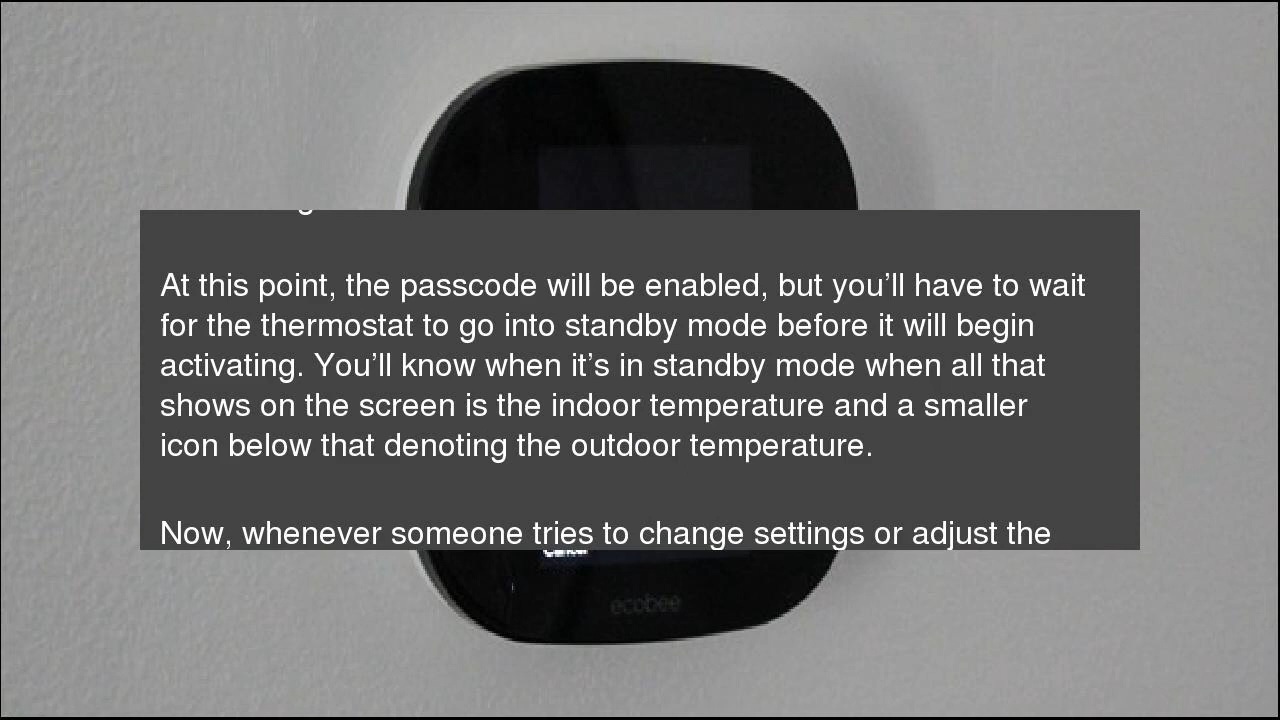 At this point, the passcode will be enabled, but you’ll have to wait
for the thermostat to go into standby mode before it will begin
activating. You’ll know when it’s in standby mode when all that
shows on the screen is the indoor temperature and a smaller
icon below that denoting the outdoor temperature.
Now, whenever someone tries to change settings or adjust the
ecobee